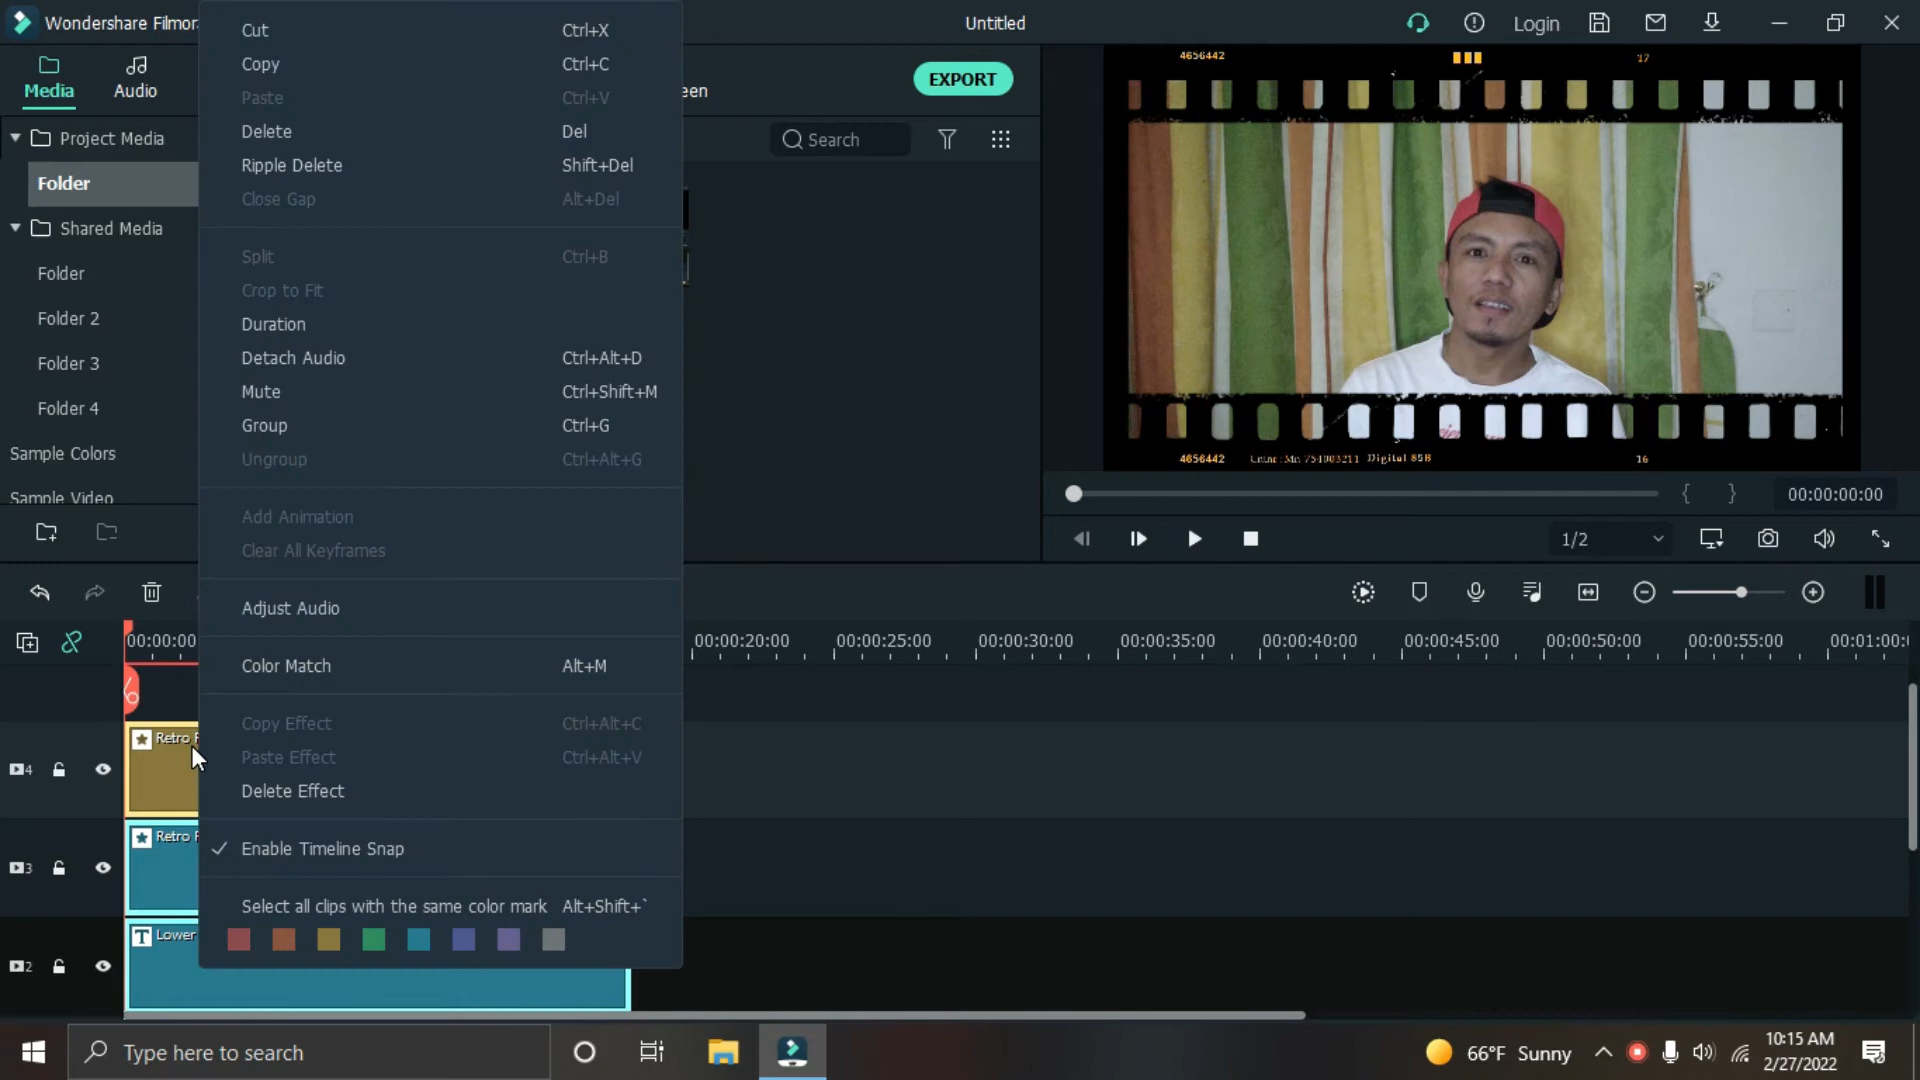 Wondershare Filmor
Untitled
Login
Media
Audio
een
EXPORT
Search
Project Media
Folder
Shared Media
Folder
Folder 2
Folder 3
Folder 4
Sample Colors
Sample Video
Cut Ctrl+X
Copy Ctrl+C
Paste Ctrl+V
Delete Del
Ripple Delete Shift+Del
Close Gap Alt+Del
Split Ctrl+B
Crop to Fit
Duration
Detach Audio Ctrl+Alt+D
Mute Ctrl+Shift+M
Group Ctrl+G
Ungroup Ctrl+Alt+G
Add Animation
Clear All Keyframes
Adjust Audio
Color Match Alt+M
Copy Effect Ctrl+Alt+C
Paste Effect Ctrl+Alt+V
Delete Effect
Enable Timeline Snap
Select all clips with the same color mark Alt+Shift+`
4656442 17
4656442 754003211 Digital 85B 16
{ } 00:00:00:00
1/2
00:00:00 00:00:20:00 00:00:25:00 00:00:30:00 00:00:35:00 00:00:40:00 00:00:45:00 00:00:50:00 00:00:55:00 00:01:00:
4 Retro
3 Retro
2 T Lower
Type here to search
66°F Sunny
10:15 AM
2/27/2022